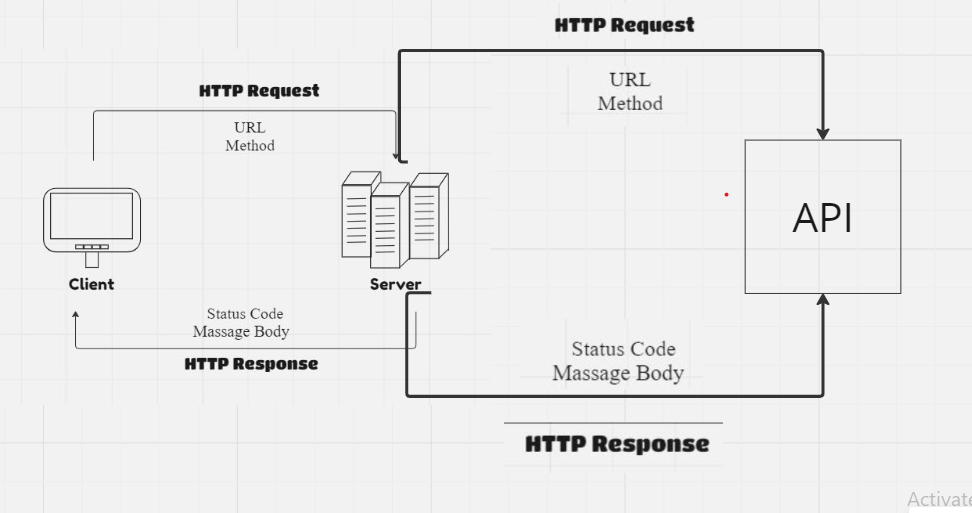 HTTP Request
URL
Method
HTTP Request
URL
Method
API
Client
Server
Status Code
Massage Body
HTTP Response
Status Code
Massage Body
HTTP Response
Activate